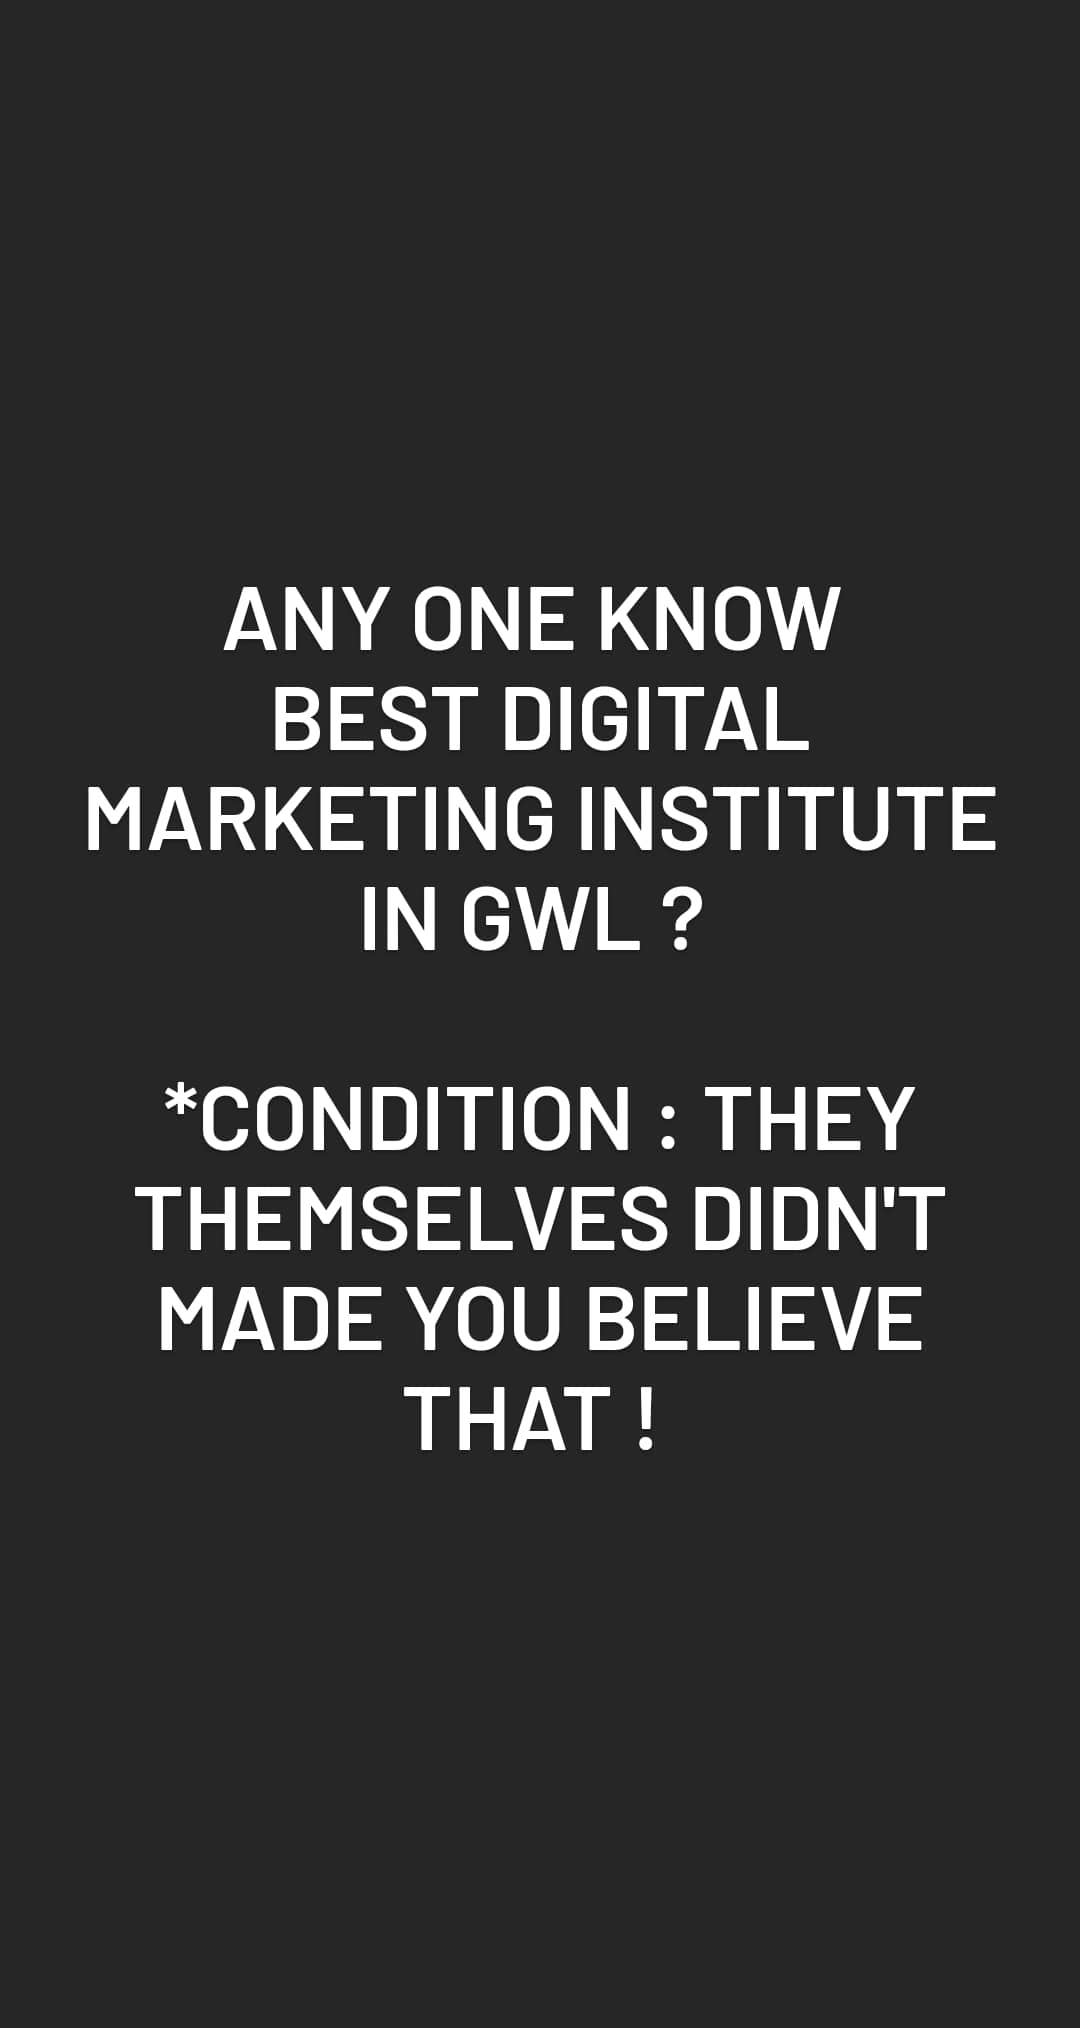 ANY ONE KNOW
BEST DIGITAL
MARKETING INSTITUTE
IN GWL ?
*CONDITION : THEY
THEMSELVES DIDN'T
MADE YOU BELIEVE
THAT !